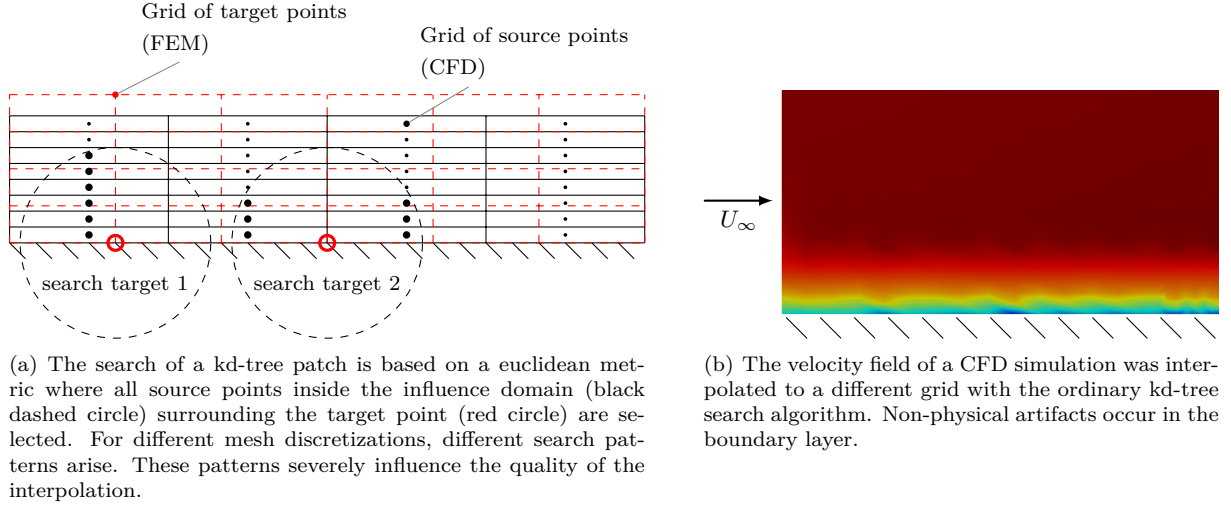 Grid of target points
(FEM)
Grid of source points
(CFD)
search target 1
search target 2
U∞
(a) The search of a kd-tree patch is based on a euclidean met-
ric where all source points inside the influence domain (black
dashed circle) surrounding the target point (red circle) are se-
lected. For different mesh discretizations, different search pat-
terns arise. These patterns severely influence the quality of the
interpolation.
(b) The velocity field of a CFD simulation was inter-
polated to a different grid with the ordinary kd-tree
search algorithm. Non-physical artifacts occur in the
boundary layer.